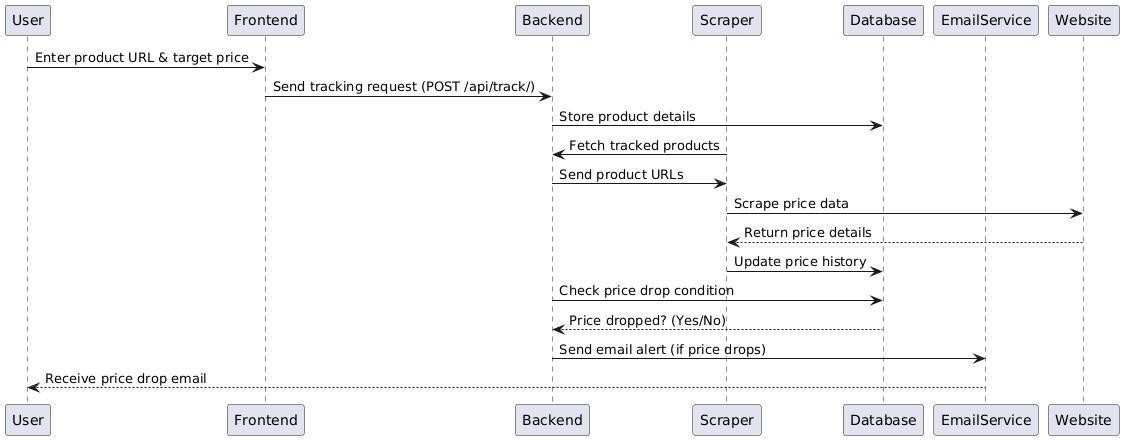 User Frontend Backend Scraper Database EmailService Website
Enter product URL & target price
Send tracking request (POST /api/track/)
Store product details
Fetch tracked products
Send product URLs
Scrape price data
Return price details
Update price history
Check price drop condition
Price dropped? (Yes/No)
Send email alert (if price drops)
Receive price drop email
User Frontend Backend Scraper Database EmailService Website